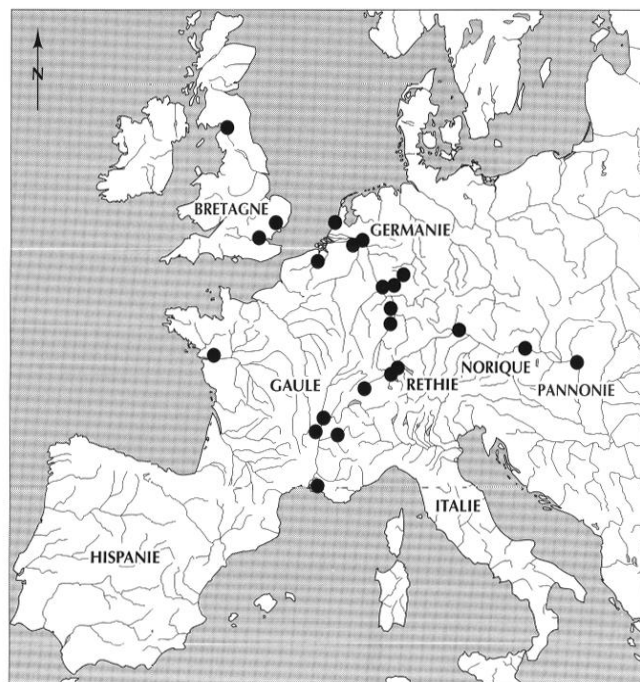 N
BRETAGNE
GERMANIE
NORIQUE
GAULE
RETHIE
PANNONIE
ITALIE
HISPANIE